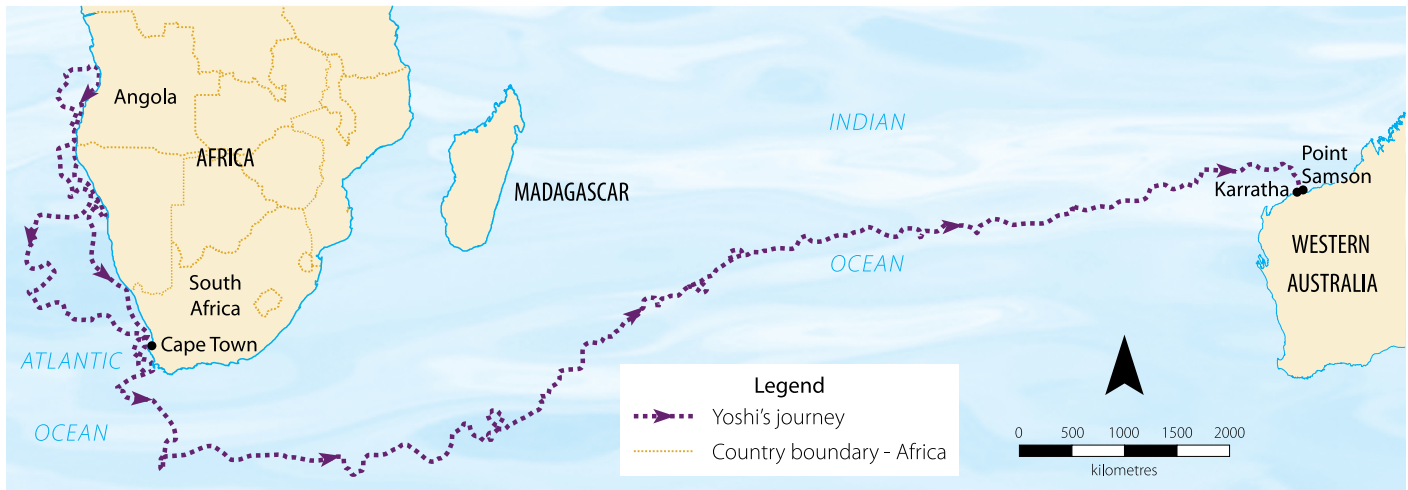 Angola
AFRICA
MADAGASCAR
INDIAN
OCEAN
Point
Samson
Karratha
WESTERN
AUSTRALIA
South
Africa
Cape Town
ATLANTIC
OCEAN
Legend
Yoshi's journey
Country boundary - Africa
0 500 1000 1500 2000
kilometres